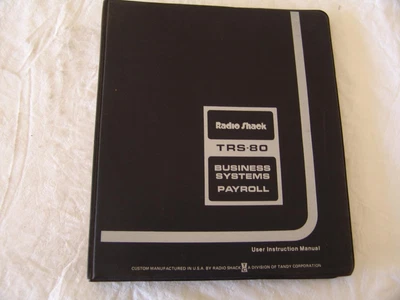 Radio Shack
TRS-80
BUSINESS
SYSTEMS
PAYROLL
User Instruction Manual
CUSTOM MANUFACTURED IN U.S.A. BY RADIO SHACK A DIVISION OF TANDY CORPORATION